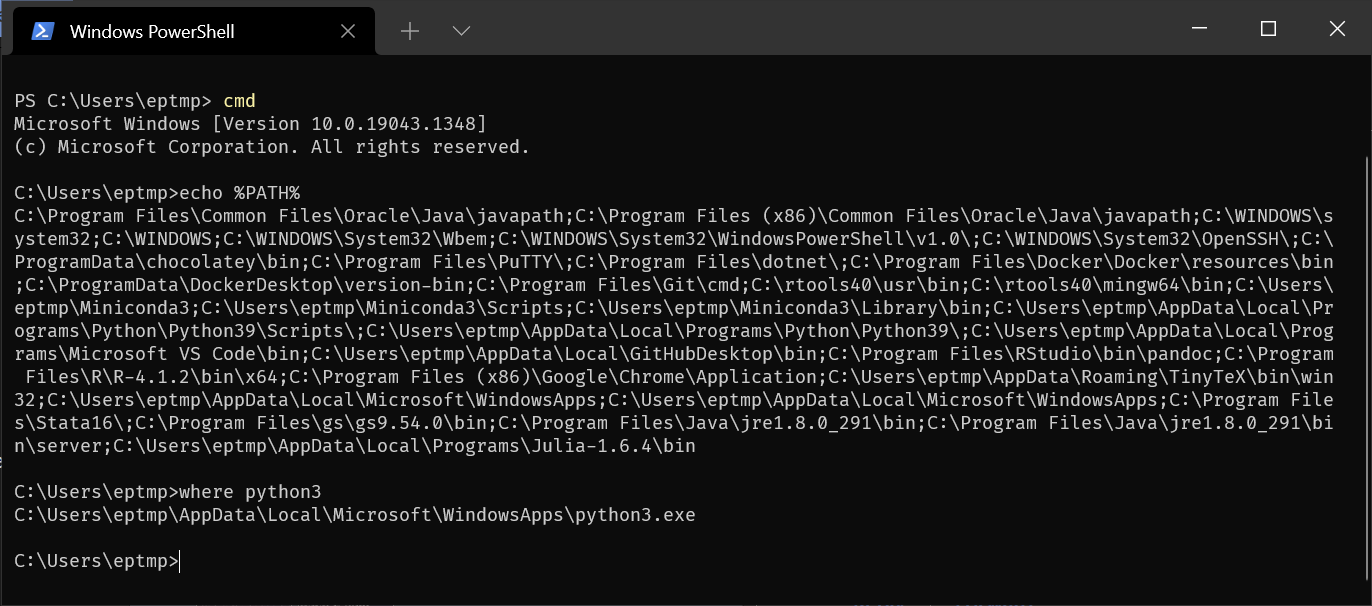 Windows PowerShell
PS C:\Users\eptmp> cmd
Microsoft Windows [Version 10.0.19043.1348]
(c) Microsoft Corporation. All rights reserved.
C:\Users\eptmp>echo %PATH%
C:\Program Files\Common Files\Oracle\Java\javapath;C:\Program Files (x86)\Common Files\Oracle\Java\javapath;C:\WINDOWS\s
ystem32;C:\WINDOWS;C:\WINDOWS\System32\Wbem;C:\WINDOWS\System32\WindowsPowerShell\v1.0\;C:\WINDOWS\System32\OpenSSH\;C:\
ProgramData\chocolatey\bin;C:\Program Files\PuTTY\;C:\Program Files\dotnet\;C:\Program Files\Docker\Docker\resources\bin
;C:\ProgramData\DockerDesktop\version-bin;C:\Program Files\Git\cmd;C:\rtools40\usr\bin;C:\rtools40\mingw64\bin;C:\Users\
eptmp\Miniconda3;C:\Users\eptmp\Miniconda3\Scripts;C:\Users\eptmp\Miniconda3\Library\bin;C:\Users\eptmp\AppData\Local\Pr
ograms\Python\Python39\Scripts\;C:\Users\eptmp\AppData\Local\Programs\Python\Python39\;C:\Users\eptmp\AppData\Local\Prog
rams\Microsoft VS Code\bin;C:\Users\eptmp\AppData\Local\GitHubDesktop\bin;C:\Program Files\RStudio\bin\pandoc;C:\Program
 Files\R\R-4.1.2\bin\x64;C:\Program Files (x86)\Google\Chrome\Application;C:\Users\eptmp\AppData\Roaming\TinyTeX\bin\win
32;C:\Users\eptmp\AppData\Local\Microsoft\WindowsApps;C:\Users\eptmp\AppData\Local\Microsoft\WindowsApps;C:\Program File
s\Stata16\;C:\Program Files\gs\gs9.54.0\bin;C:\Program Files\Java\jre1.8.0_291\bin;C:\Program Files\Java\jre1.8.0_291\bi
n\server;C:\Users\eptmp\AppData\Local\Programs\Julia-1.6.4\bin
C:\Users\eptmp>where python3
C:\Users\eptmp\AppData\Local\Microsoft\WindowsApps\python3.exe
C:\Users\eptmp>